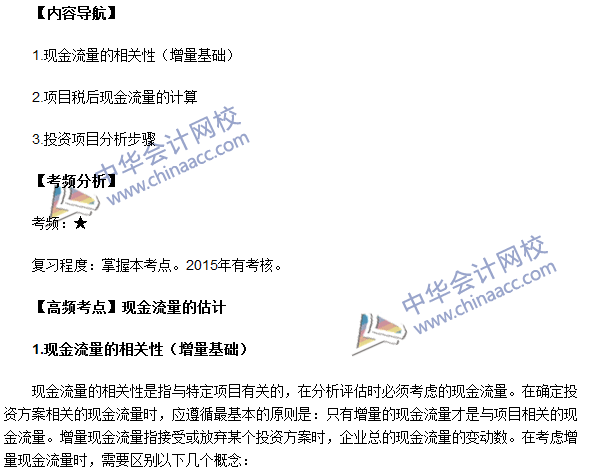 【内容导航】
1.现金流量的相关性（增量基础）
2.项目税后现金流量的计算
3.投资项目分析步骤
中华会计网校
www.chinaacc.com
【考频分析】
考频：★
复习程度：掌握本考点。2015年有考核。
中华会计网校
www.chinaacc.com
【高频考点】现金流量的估计
1.现金流量的相关性（增量基础）
现金流量的相关性是指与特定项目有关的，在分析评估时必须考虑的现金流量。在确定投
资方案相关的现金流量时，应遵循最基本的原则是：只有增量的现金流量才是与项目相关的现
金流量。增量现金流量指接受或放弃某个投资方案时，企业总的现金流量的变动数。在考虑增
量现金流量时，需要区别以下几个概念：